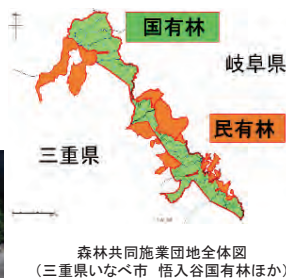 国有林
岐阜県
民有林
三重県
森林共同施業団地全体図
（三重県いなべ市 悟入谷国有林ほか）